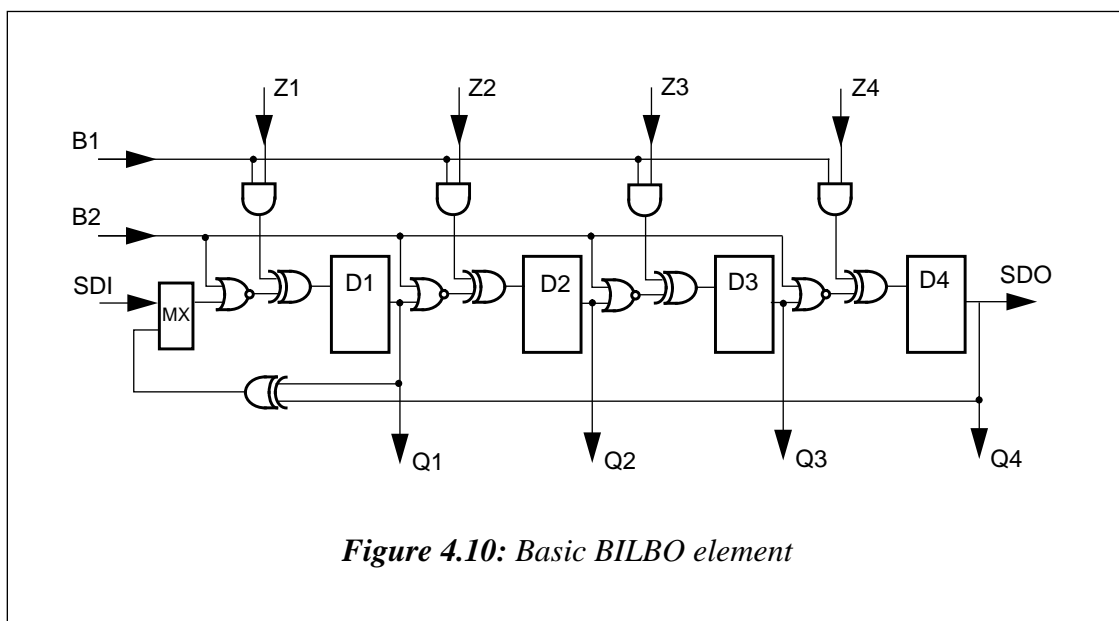 Z1 Z2 Z3 Z4
B1
B2
SDI
MX
D1 D2 D3 D4
SDO
Q1 Q2 Q3 Q4
Figure 4.10: Basic BILBO element